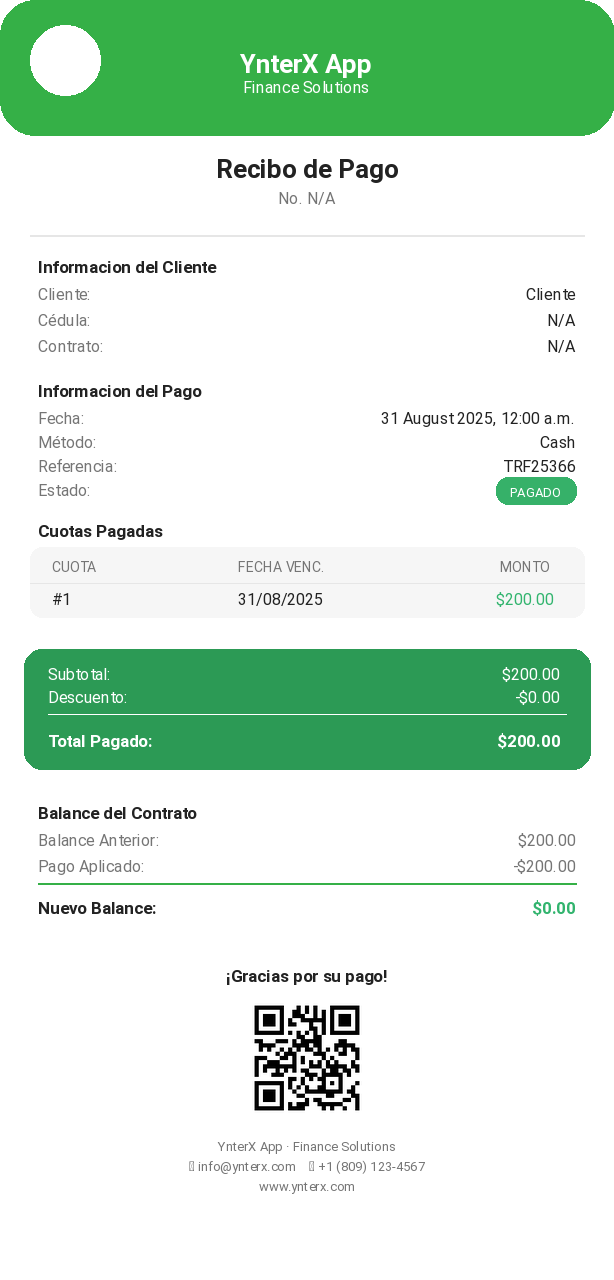 YnterX App
Finance Solutions
Recibo de Pago
No. N/A
Informacion del Cliente
Cliente: Cliente
Cédula: N/A
Contrato: N/A
Informacion del Pago
Fecha: 31 August 2025, 12:00 a.m.
Método: Cash
Referencia: TRF25366
Estado: PAGADO
Cuotas Pagadas
CUOTA FECHA VENC. MONTO
#1 31/08/2025 $200.00
Subtotal: $200.00
Descuento: -$0.00
Total Pagado: $200.00
Balance del Contrato
Balance Anterior: $200.00
Pago Aplicado: -$200.00
Nuevo Balance: $0.00
¡Gracias por su pago!
YnterX App · Finance Solutions
info@ynterx.com +1 (809) 123-4567
www.ynterx.com